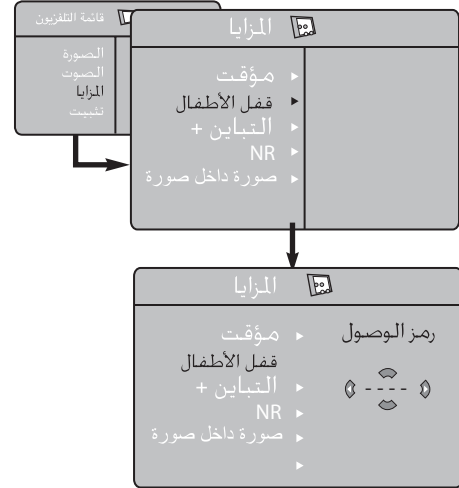 قائمة التلفزيون
الصورة
الصوت
المزايا
تثبيت
المزايا
مؤقت
قفل الأطفال
التباين +
NR
صورة داخل صورة
المزايا
مؤقت
قفل الأطفال
التباين +
NR
صورة داخل صورة
رمز الوصول
- - - -